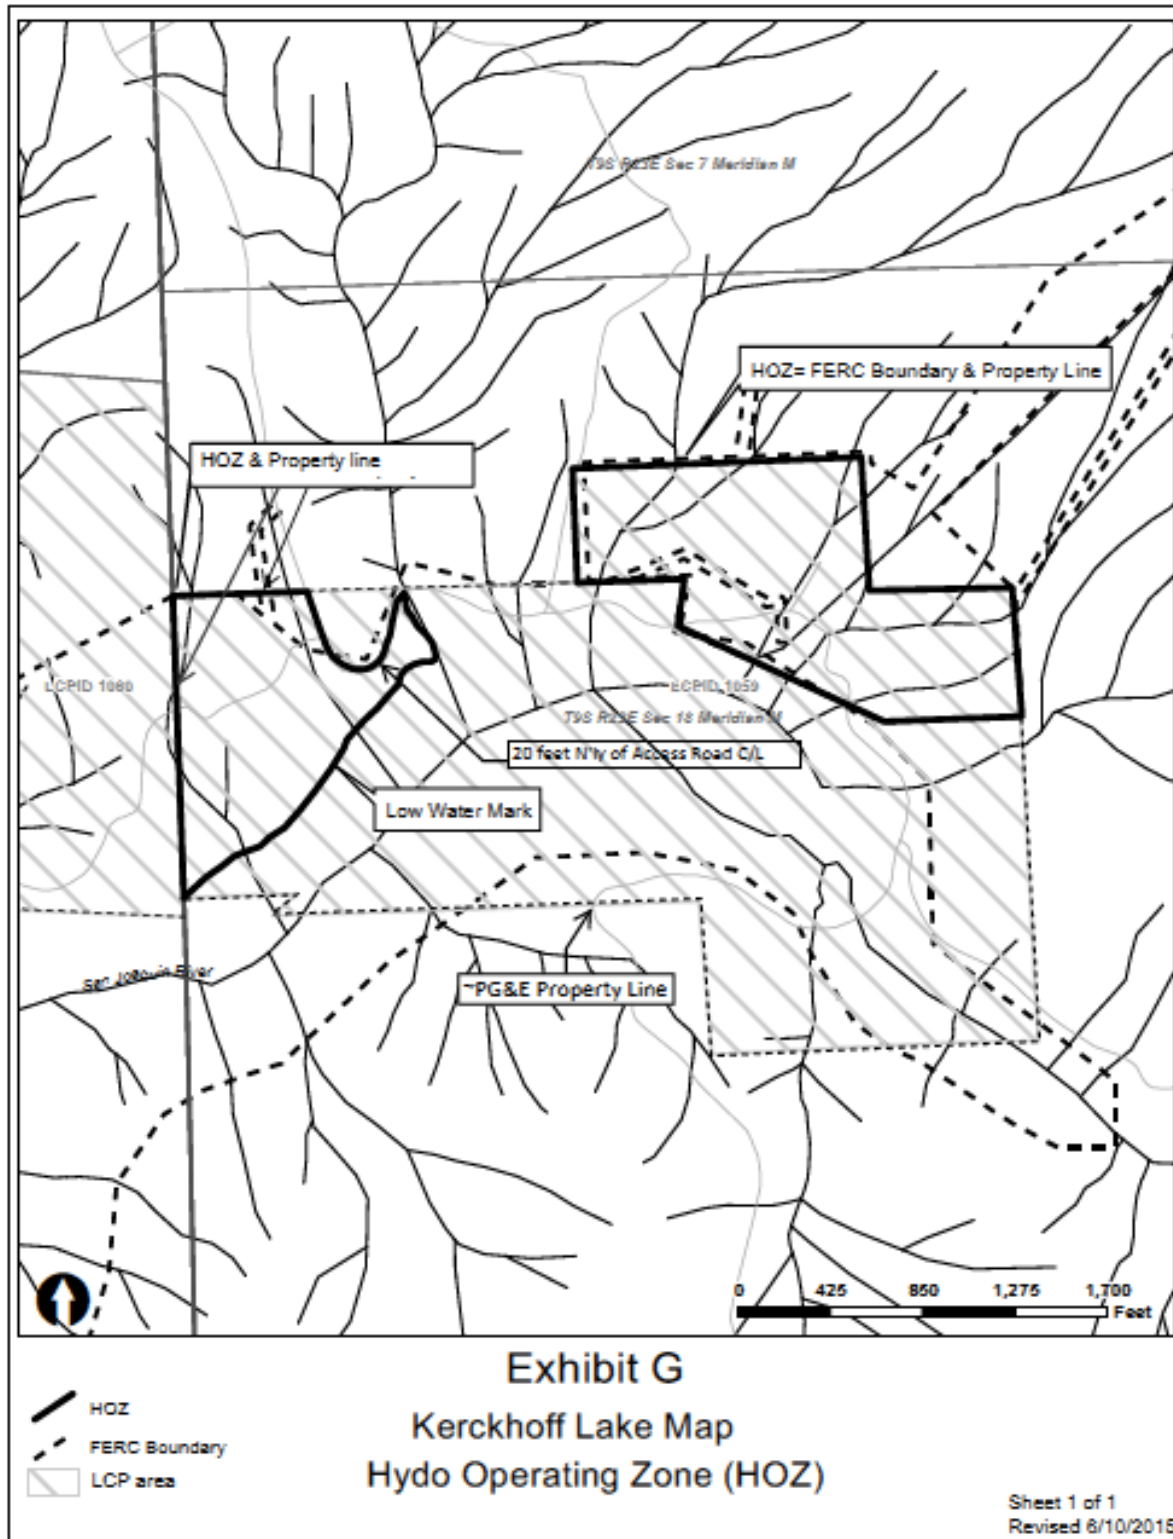 T9S R23E Sec 7 Meridian M
HOZ= FERC Boundary & Property Line
HOZ & Property line
LCPID 1060
LCPID 1059
T9S R23E Sec 18 Meridian M
20 feet N'ly of Access Road C/L
Low Water Mark
San Joaquin River
~PG&E Property Line
0 425 850 1,275 1,700
Feet
Exhibit G
Kerckhoff Lake Map
Hydo Operating Zone (HOZ)
HOZ
FERC Boundary
LCP area
Sheet 1 of 1
Revised 6/10/2015